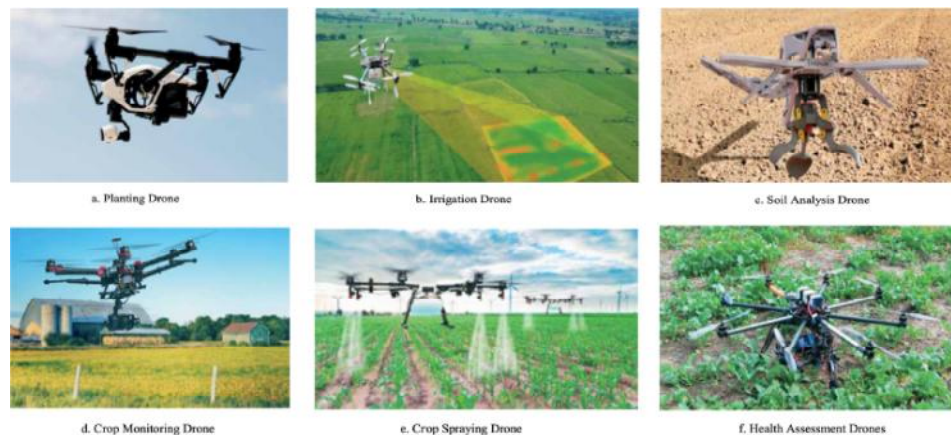 a. Planting Drone
b. Irrigation Drone
c. Soil Analysis Drone
d. Crop Monitoring Drone
e. Crop Spraying Drone
f. Health Assessment Drones